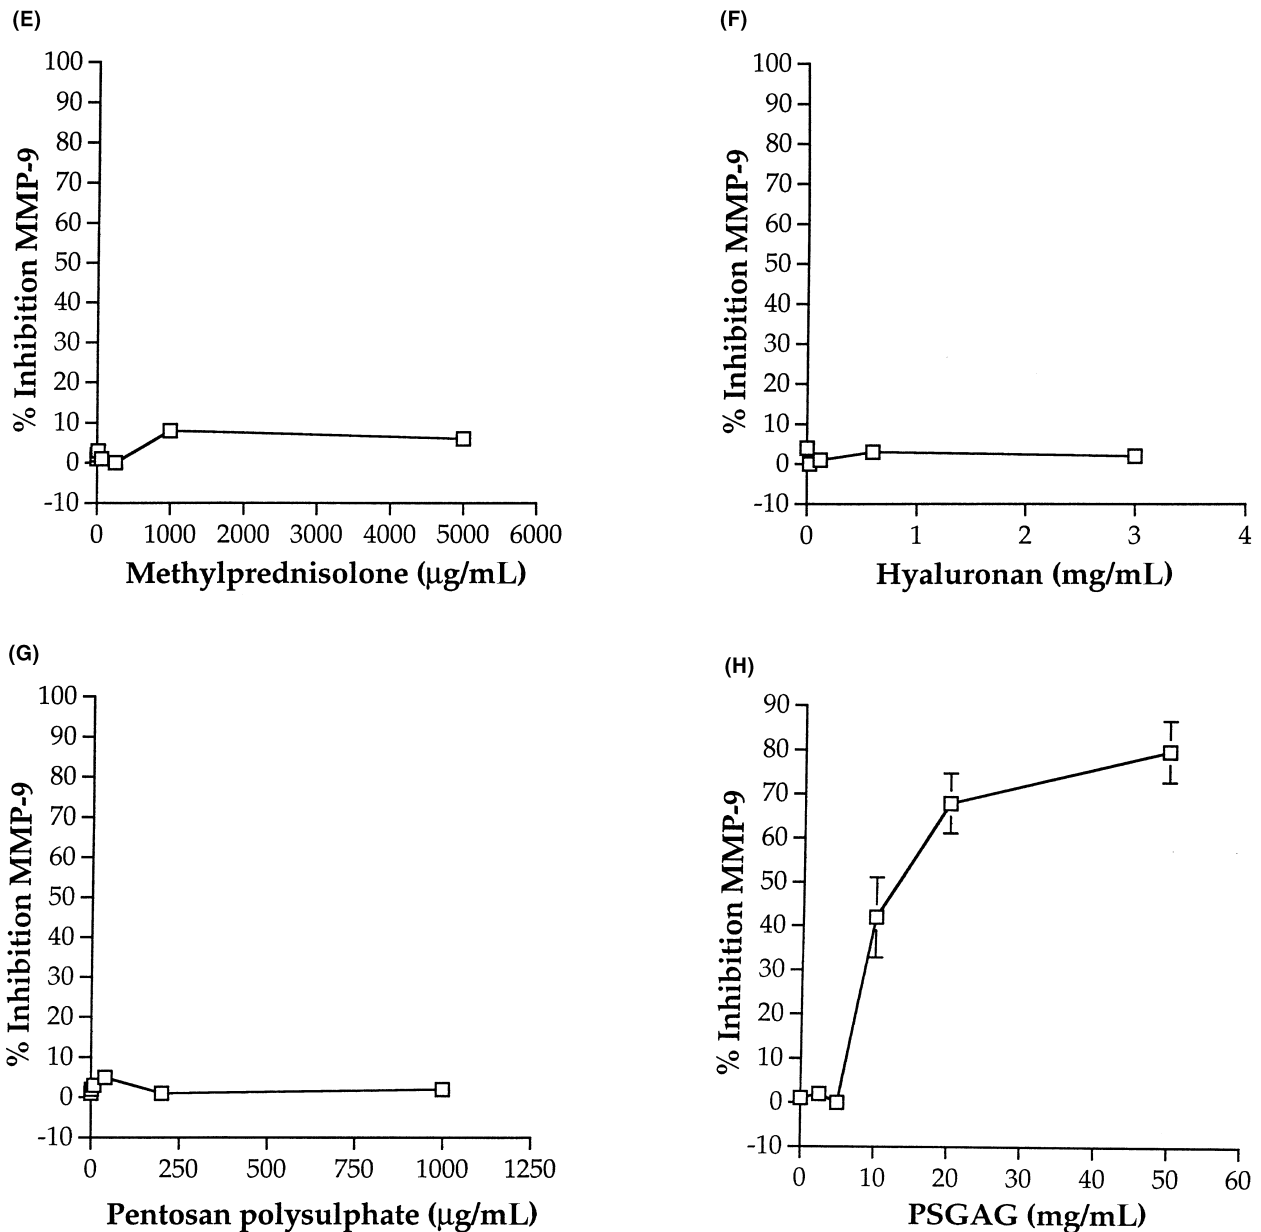 (E)
100
90
80
70
60
50
40
30
20
10
0
-10
% Inhibition MMP-9
0 1000 2000 3000 4000 5000 6000
Methylprednisolone (µg/mL)
(F)
100
90
80
70
60
50
40
30
20
10
0
-10
% Inhibition MMP-9
0 1 2 3 4
Hyaluronan (mg/mL)
(G)
100
90
80
70
60
50
40
30
20
10
0
-10
% Inhibition MMP-9
0 250 500 750 1000 1250
Pentosan polysulphate (µg/mL)
(H)
90
80
70
60
50
40
30
20
10
0
-10
% Inhibition MMP-9
0 10 20 30 40 50 60
PSGAG (mg/mL)